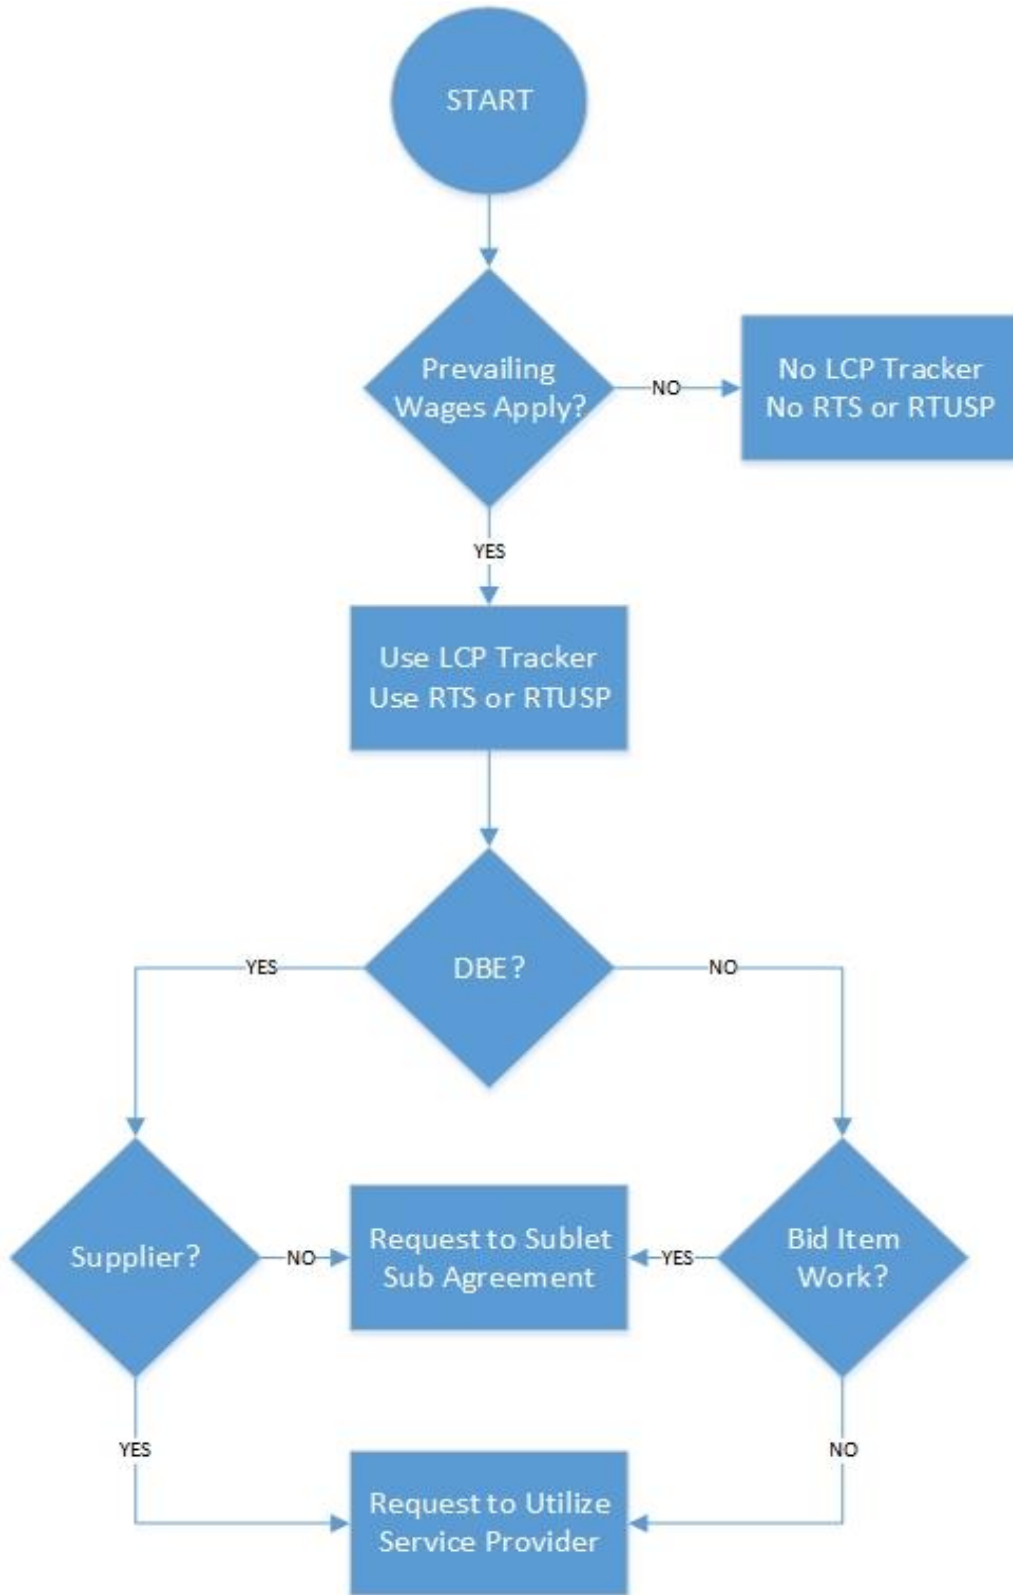 START
Prevailing
Wages Apply?
NO
No LCP Tracker
No RTS or RTUSP
YES
Use LCP Tracker
Use RTS or RTUSP
DBE?
YES
NO
Supplier?
NO
Request to Sublet
Sub Agreement
YES
Bid Item
Work?
YES
NO
Request to Utilize
Service Provider